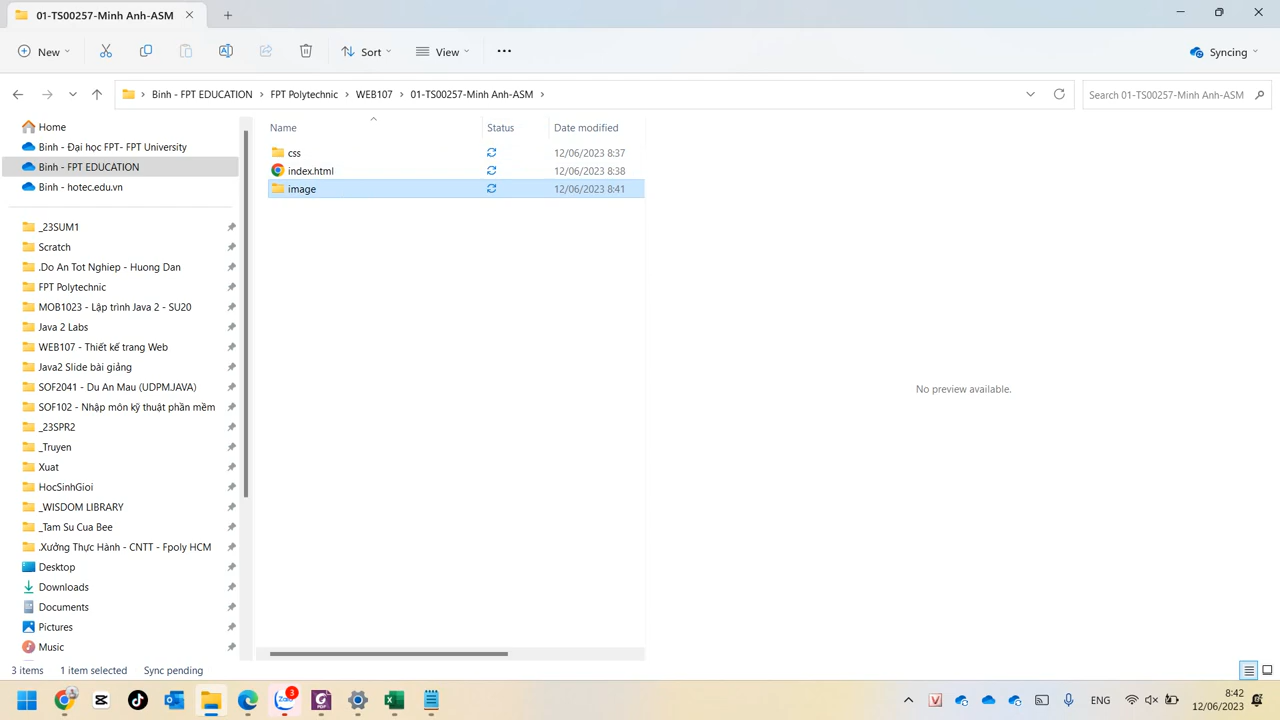 01-TS00257-Minh Anh-ASM
New
Sort
View
Syncing
Binh - FPT EDUCATION
FPT Polytechnic
WEB107
01-TS00257-Minh Anh-ASM
Search 01-TS00257-Minh Anh-ASM
Home
Binh - Đại học FPT- FPT University
Binh - FPT EDUCATION
Binh - hotec.edu.vn
_23SUM1
Scratch
.Do An Tot Nghiep - Huong Dan
FPT Polytechnic
MOB1023 - Lập trình Java 2 - SU20
Java 2 Labs
WEB107 - Thiết kế trang Web
Java2 Slide bài giảng
SOF2041 - Du An Mau (UDPM.JAVA)
SOF102 - Nhập môn kỹ thuật phần mềm
_23SPR2
_Truyen
Xuat
HocSinhGioi
_WISDOM LIBRARY
_Tam Su Cua Bee
.Xưởng Thực Hành - CNTT - Fpoly HCM
Desktop
Downloads
Documents
Pictures
Music
Name Status Date modified
css 12/06/2023 8:37
index.html 12/06/2023 8:38
image 12/06/2023 8:41
No preview available.
3 items 1 item selected Sync pending
Zalo
3
ENG
8:42
12/06/2023